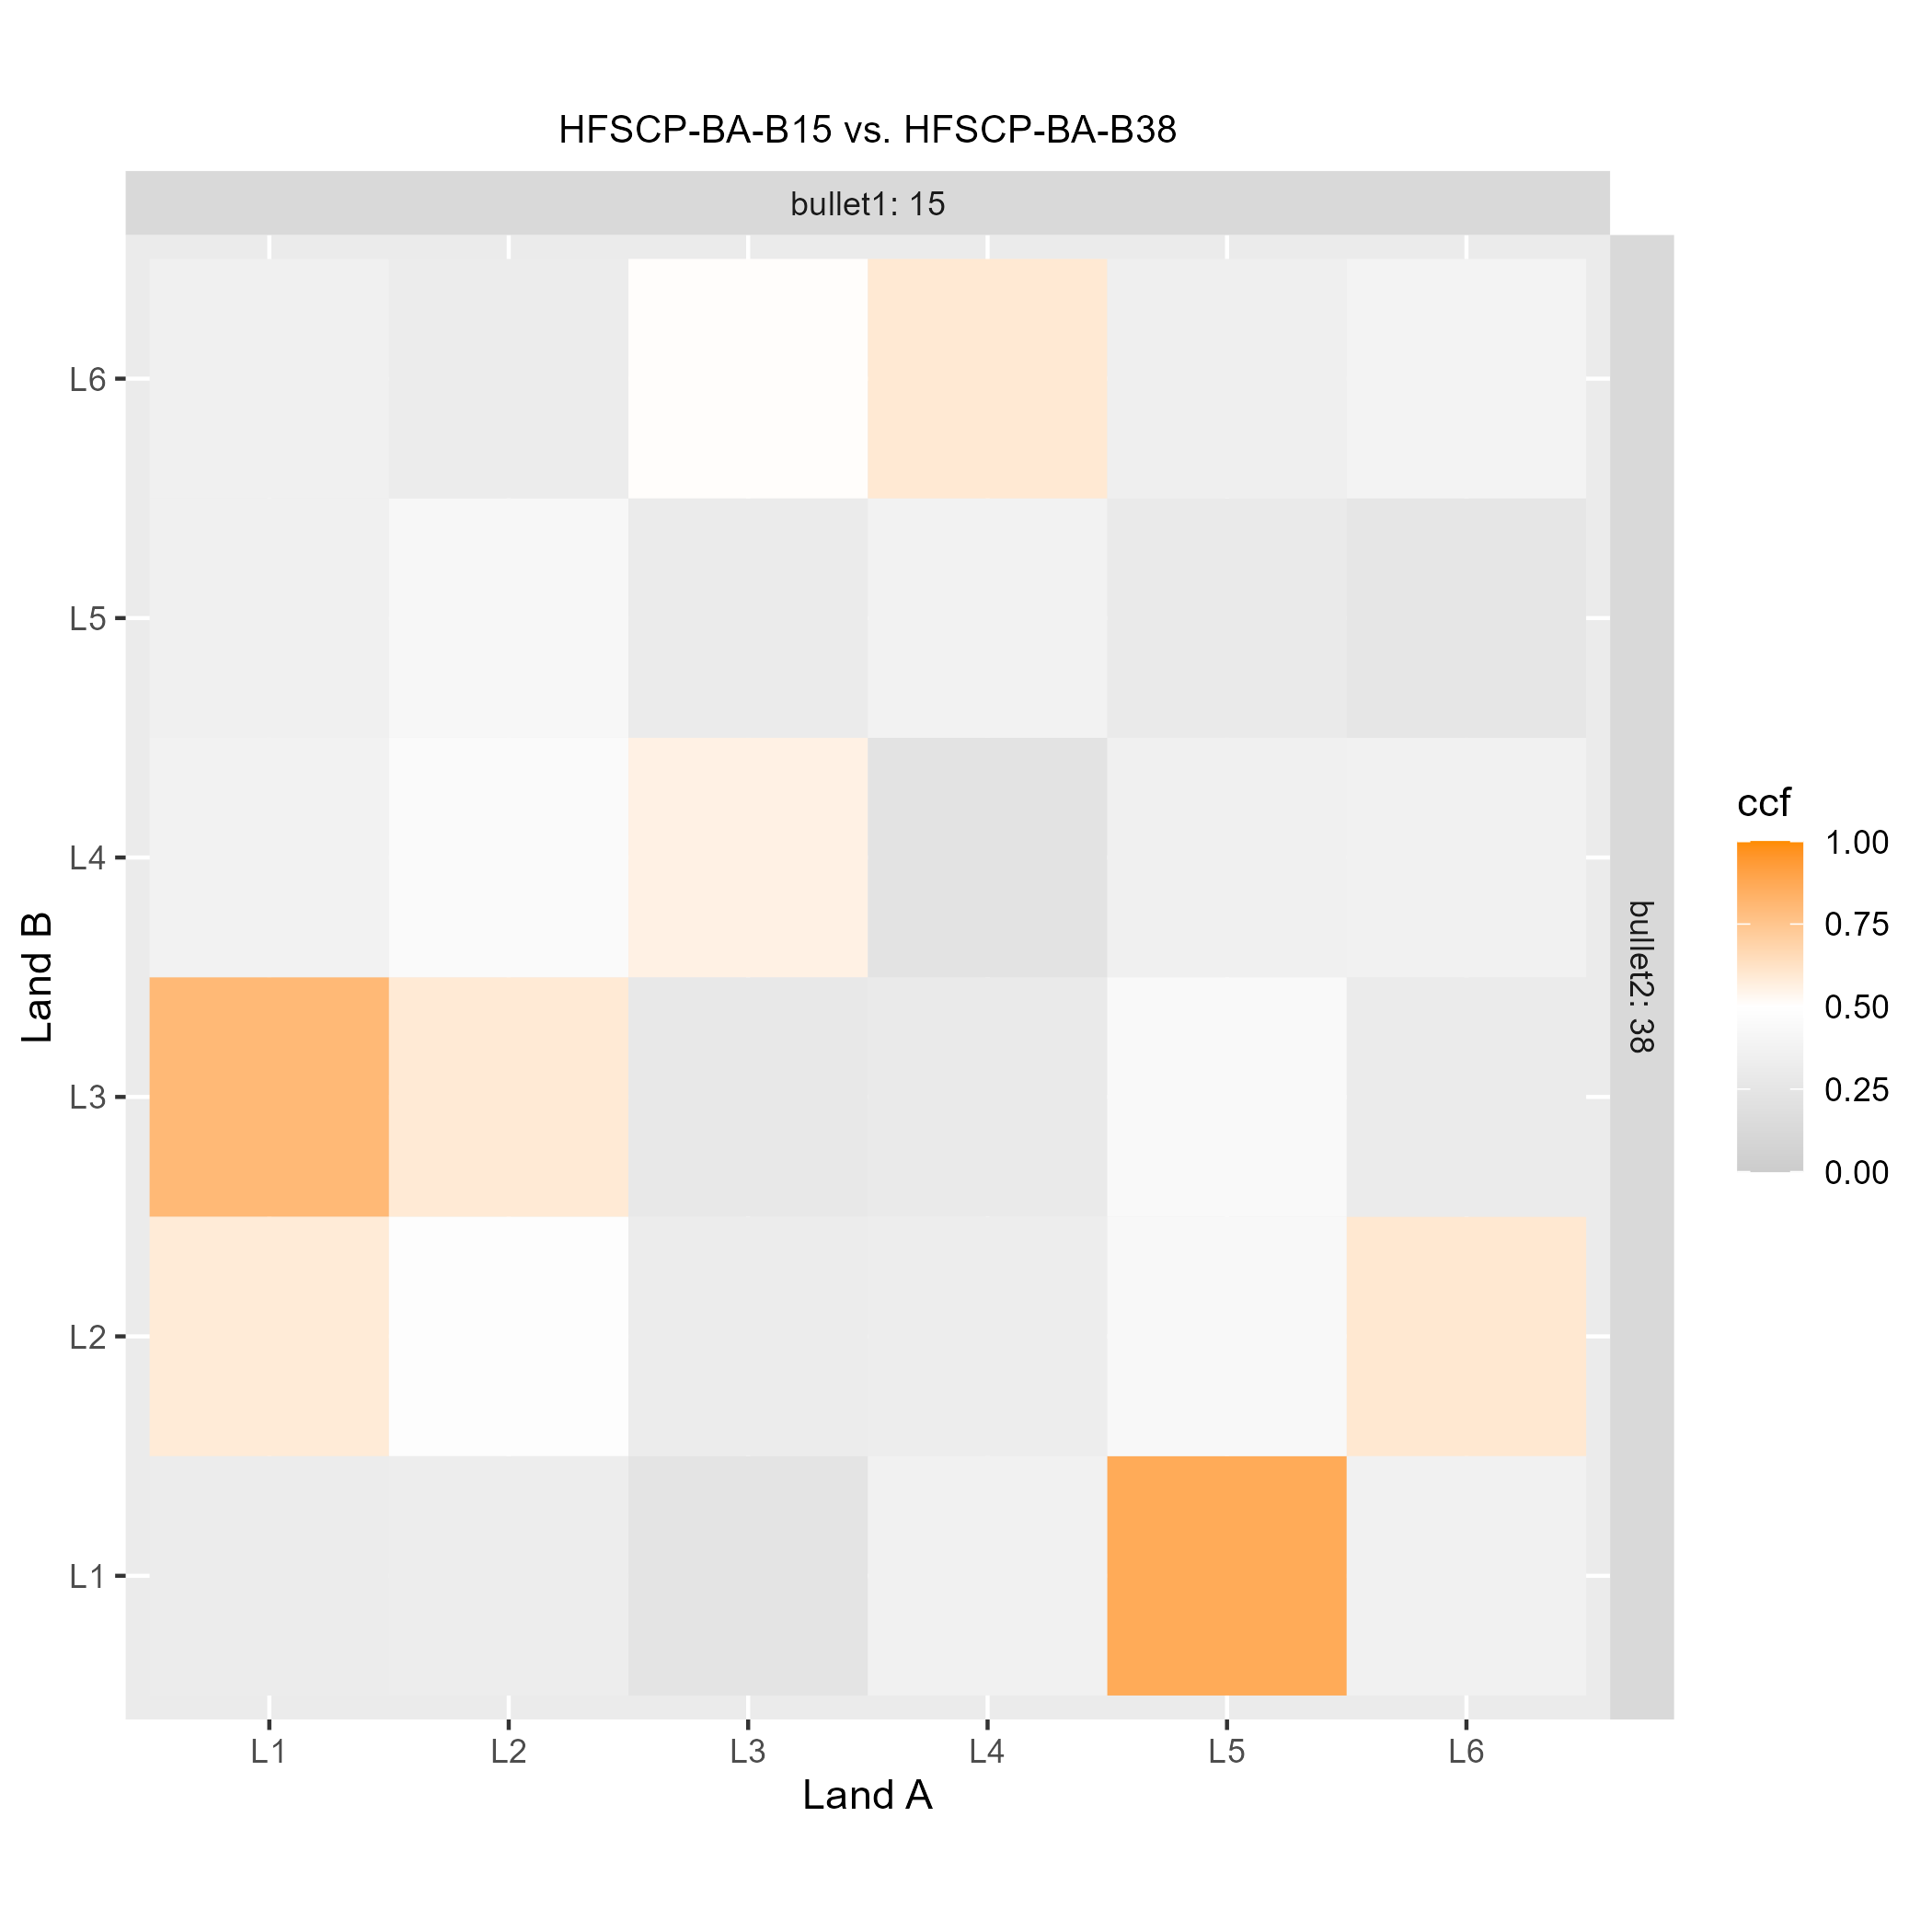 HFSCP-BA-B15 vs. HFSCP-BA-B38
bullet1: 15
L6
L5
L4
L3
L2
L1
Land B
bullet2: 38
L1 L2 L3 L4 L5 L6
Land A
ccf
1.00
0.75
0.50
0.25
0.00